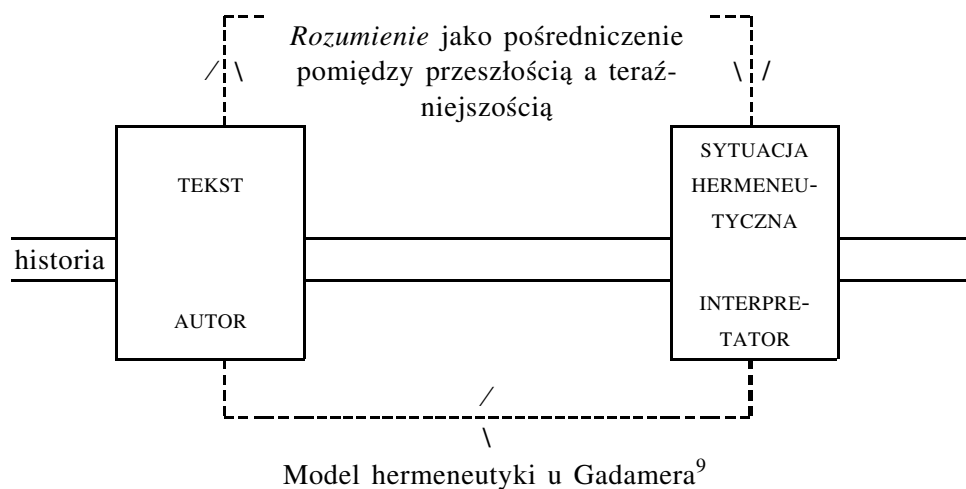 Rozumienie jako pośredniczenie
pomiędzy przeszłością a teraź-
niejszością
TEKST
AUTOR
historia
SYTUACJA
HERMENEU-
TYCZNA
INTERPRE-
TATOR
Model hermeneutyki u Gadamera⁹